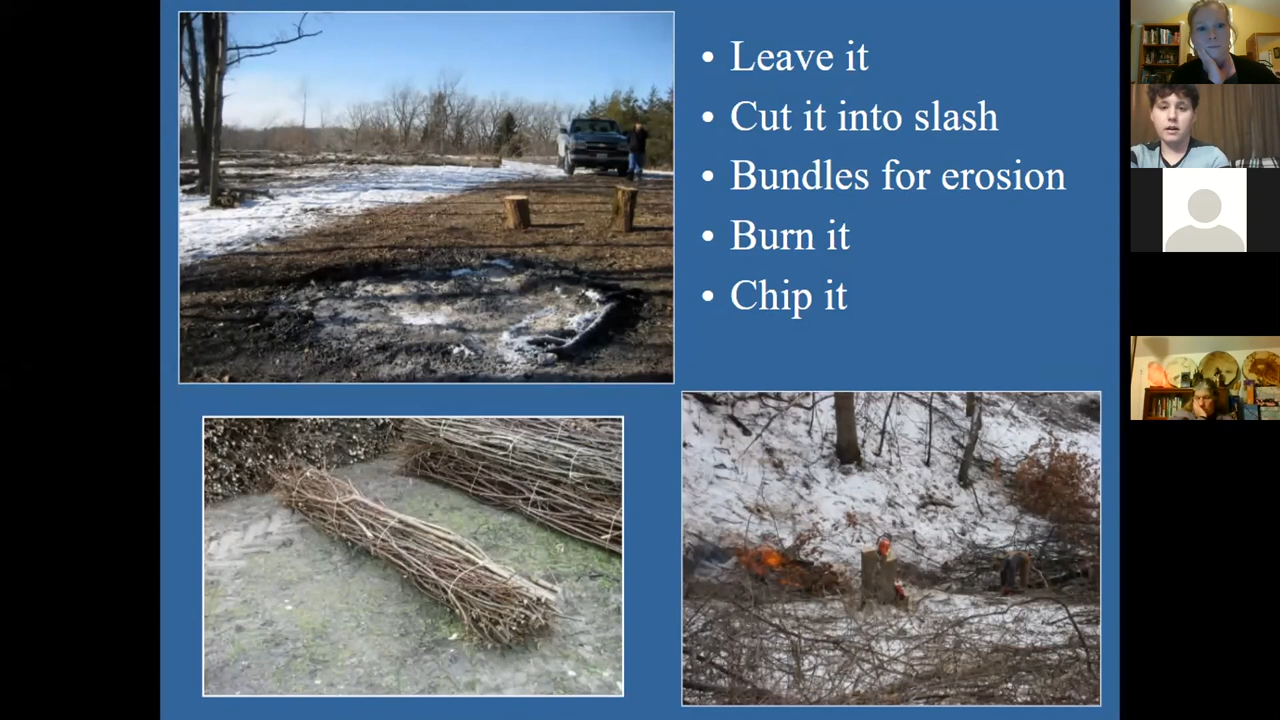 • Leave it
• Cut it into slash
• Bundles for erosion
• Burn it
• Chip it